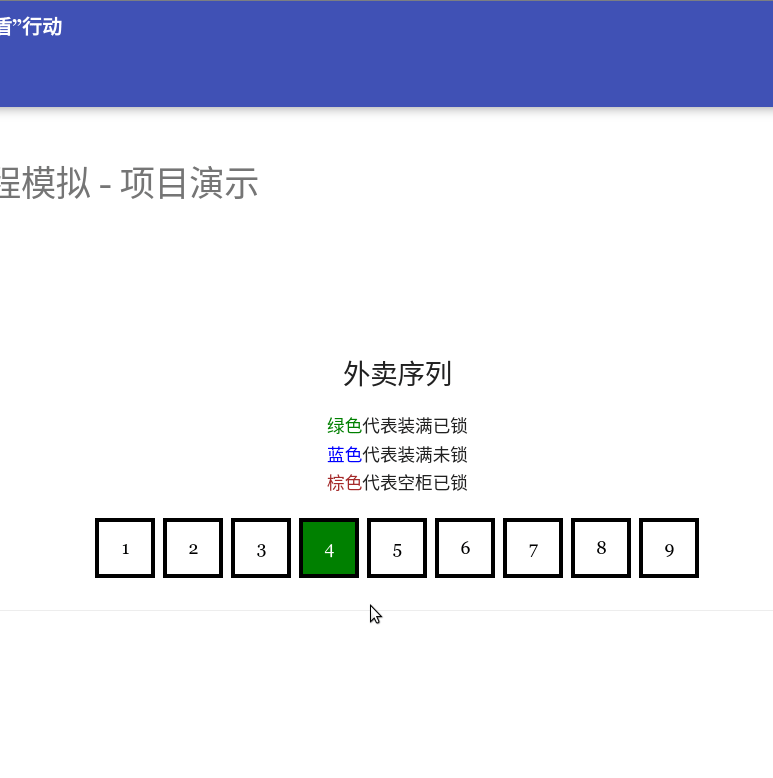 盾”行动
程模拟 - 项目演示
外卖序列
绿色代表装满已锁
蓝色代表装满未锁
棕色代表空柜已锁
1 2 3 4 5 6 7 8 9